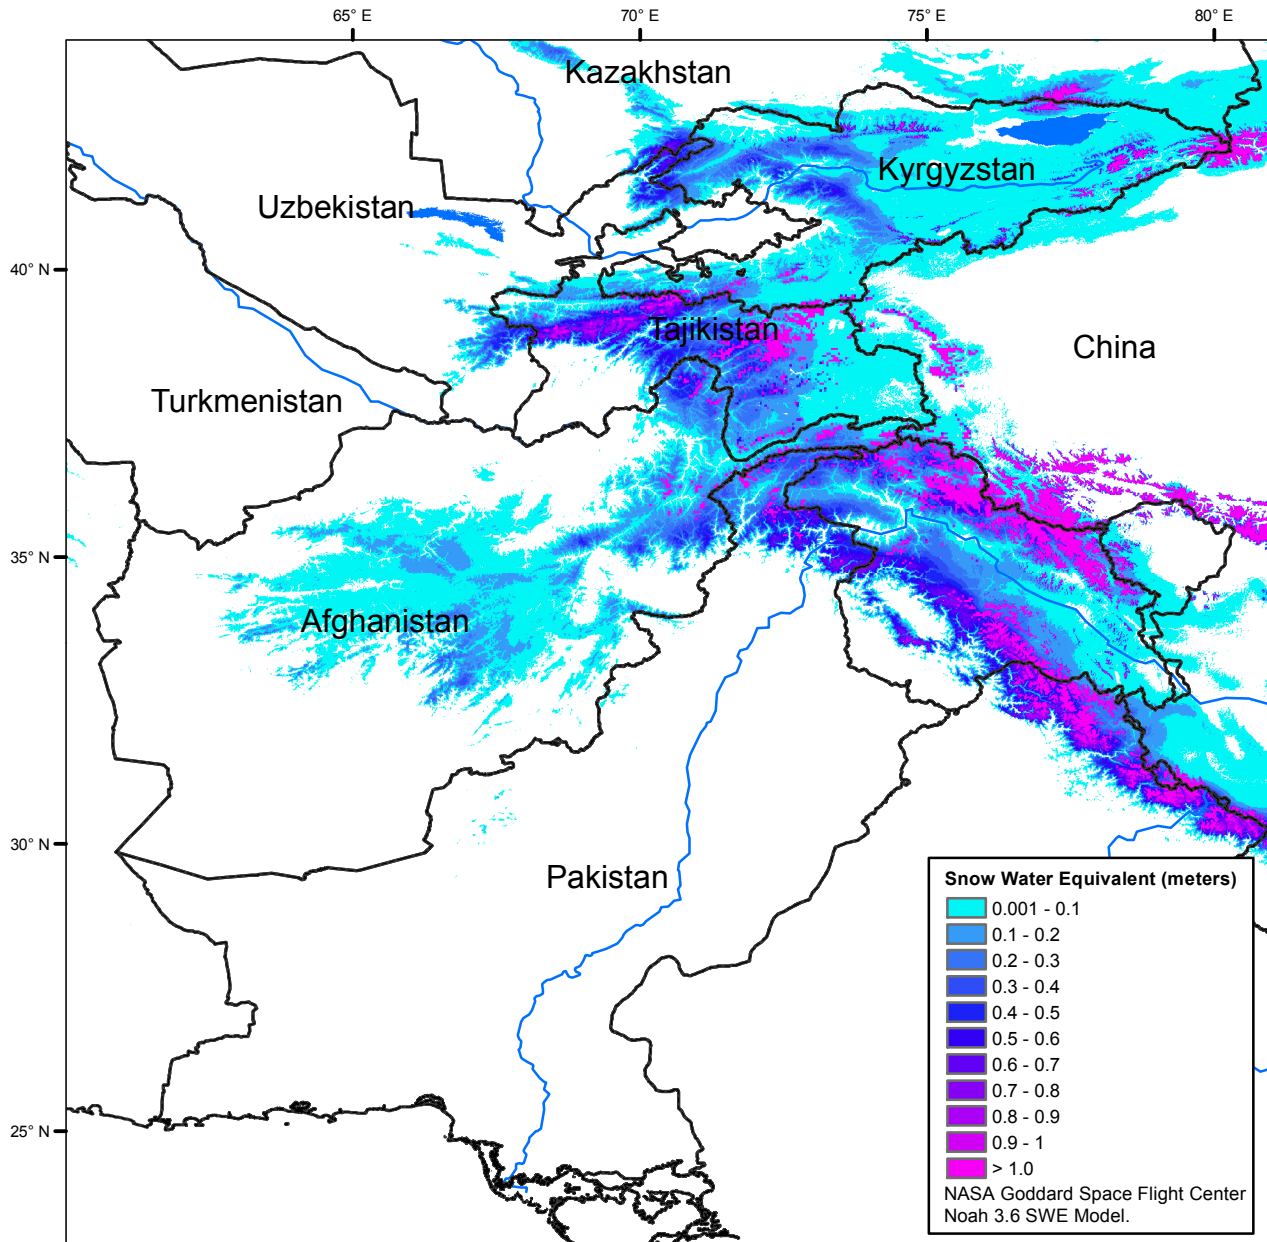 65° E
70° E
75° E
80° E
Kazakhstan
Kyrgyzstan
Uzbekistan
40° N
Tajikistan
China
Turkmenistan
35° N
Afghanistan
30° N
Pakistan
25° N
Snow Water Equivalent (meters)
0.001 - 0.1
0.1 - 0.2
0.2 - 0.3
0.3 - 0.4
0.4 - 0.5
0.5 - 0.6
0.6 - 0.7
0.7 - 0.8
0.8 - 0.9
0.9 - 1
> 1.0
NASA Goddard Space Flight Center
Noah 3.6 SWE Model.